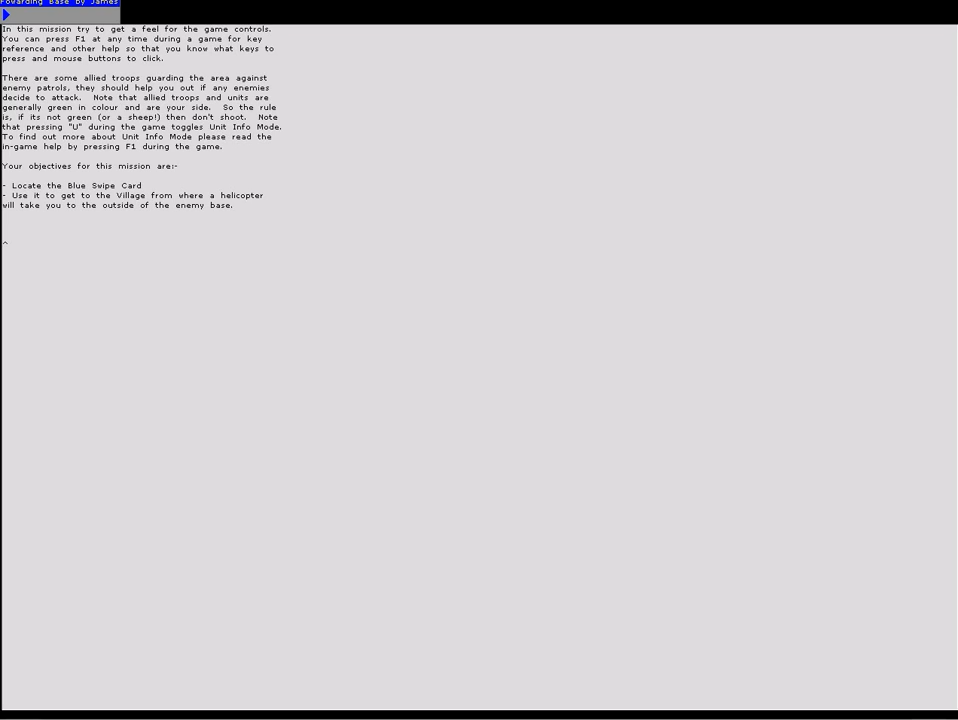 Fowarding Base by James
In this mission try to get a feel for the game controls.
You can press F1 at any time during a game for key
reference and other help so that you know what keys to
press and mouse buttons to click.
There are some allied troops guarding the area against
enemy patrols, they should help you out if any enemies
decide to attack. Note that allied troops and units are
generally green in colour and are your side. So the rule
is, if its not green (or a sheep!) then don't shoot. Note
that pressing "U" during the game toggles Unit Info Mode.
To find out more about Unit Info Mode please read the
in-game help by pressing F1 during the game.
Your objectives for this mission are:-
- Locate the Blue Swipe Card
- Use it to get to the Village from where a helicopter
will take you to the outside of the enemy base.
^